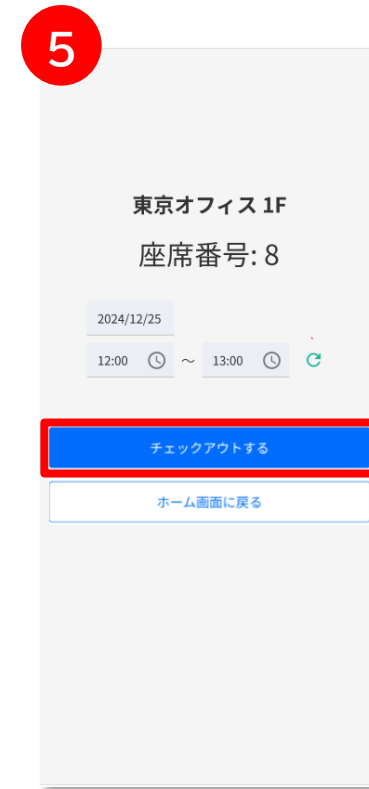 5
東京オフィス 1F
座席番号: 8
2024/12/25
12:00 ～ 13:00
チェックアウトする
ホーム画面に戻る